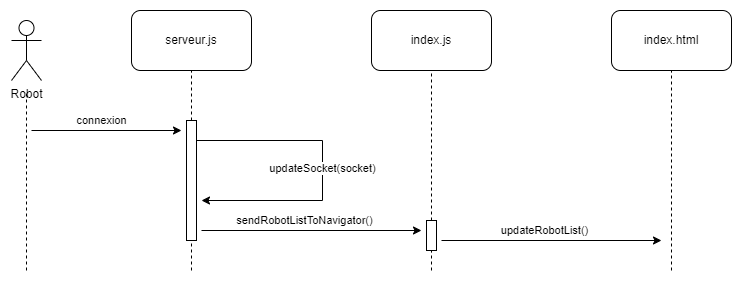 serveur.js
index.js
index.html
Robot
connexion
updateSocket(socket)
sendRobotListToNavigator()
updateRobotList()